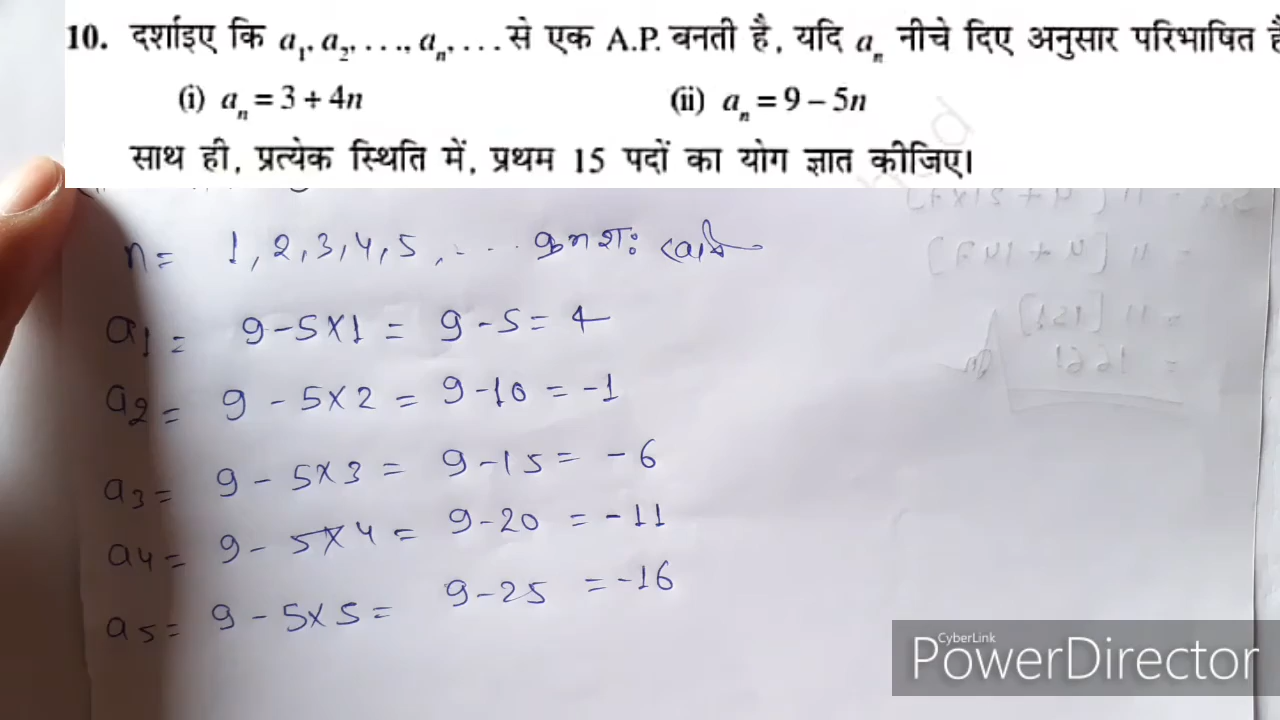 10. दर्शाइए कि a₁, a₂, . . ., aₙ, . . . से एक A.P. बनती है, यदि aₙ नीचे दिए अनुसार परिभाषित है
(i) aₙ = 3 + 4n (ii) aₙ = 9 – 5n
साथ ही, प्रत्येक स्थिति में, प्रथम 15 पदों का योग ज्ञात कीजिए।
n = 1, 2, 3, 4, 5, ... क्रमशः
a₁ = 9 - 5×1 = 9 - 5 = 4
a₂ = 9 - 5×2 = 9 - 10 = -1
a₃ = 9 - 5×3 = 9 - 15 = -6
a₄ = 9 - 5×4 = 9 - 20 = -11
a₅ = 9 - 5×5 = 9 - 25 = -16
CyberLink
PowerDirector